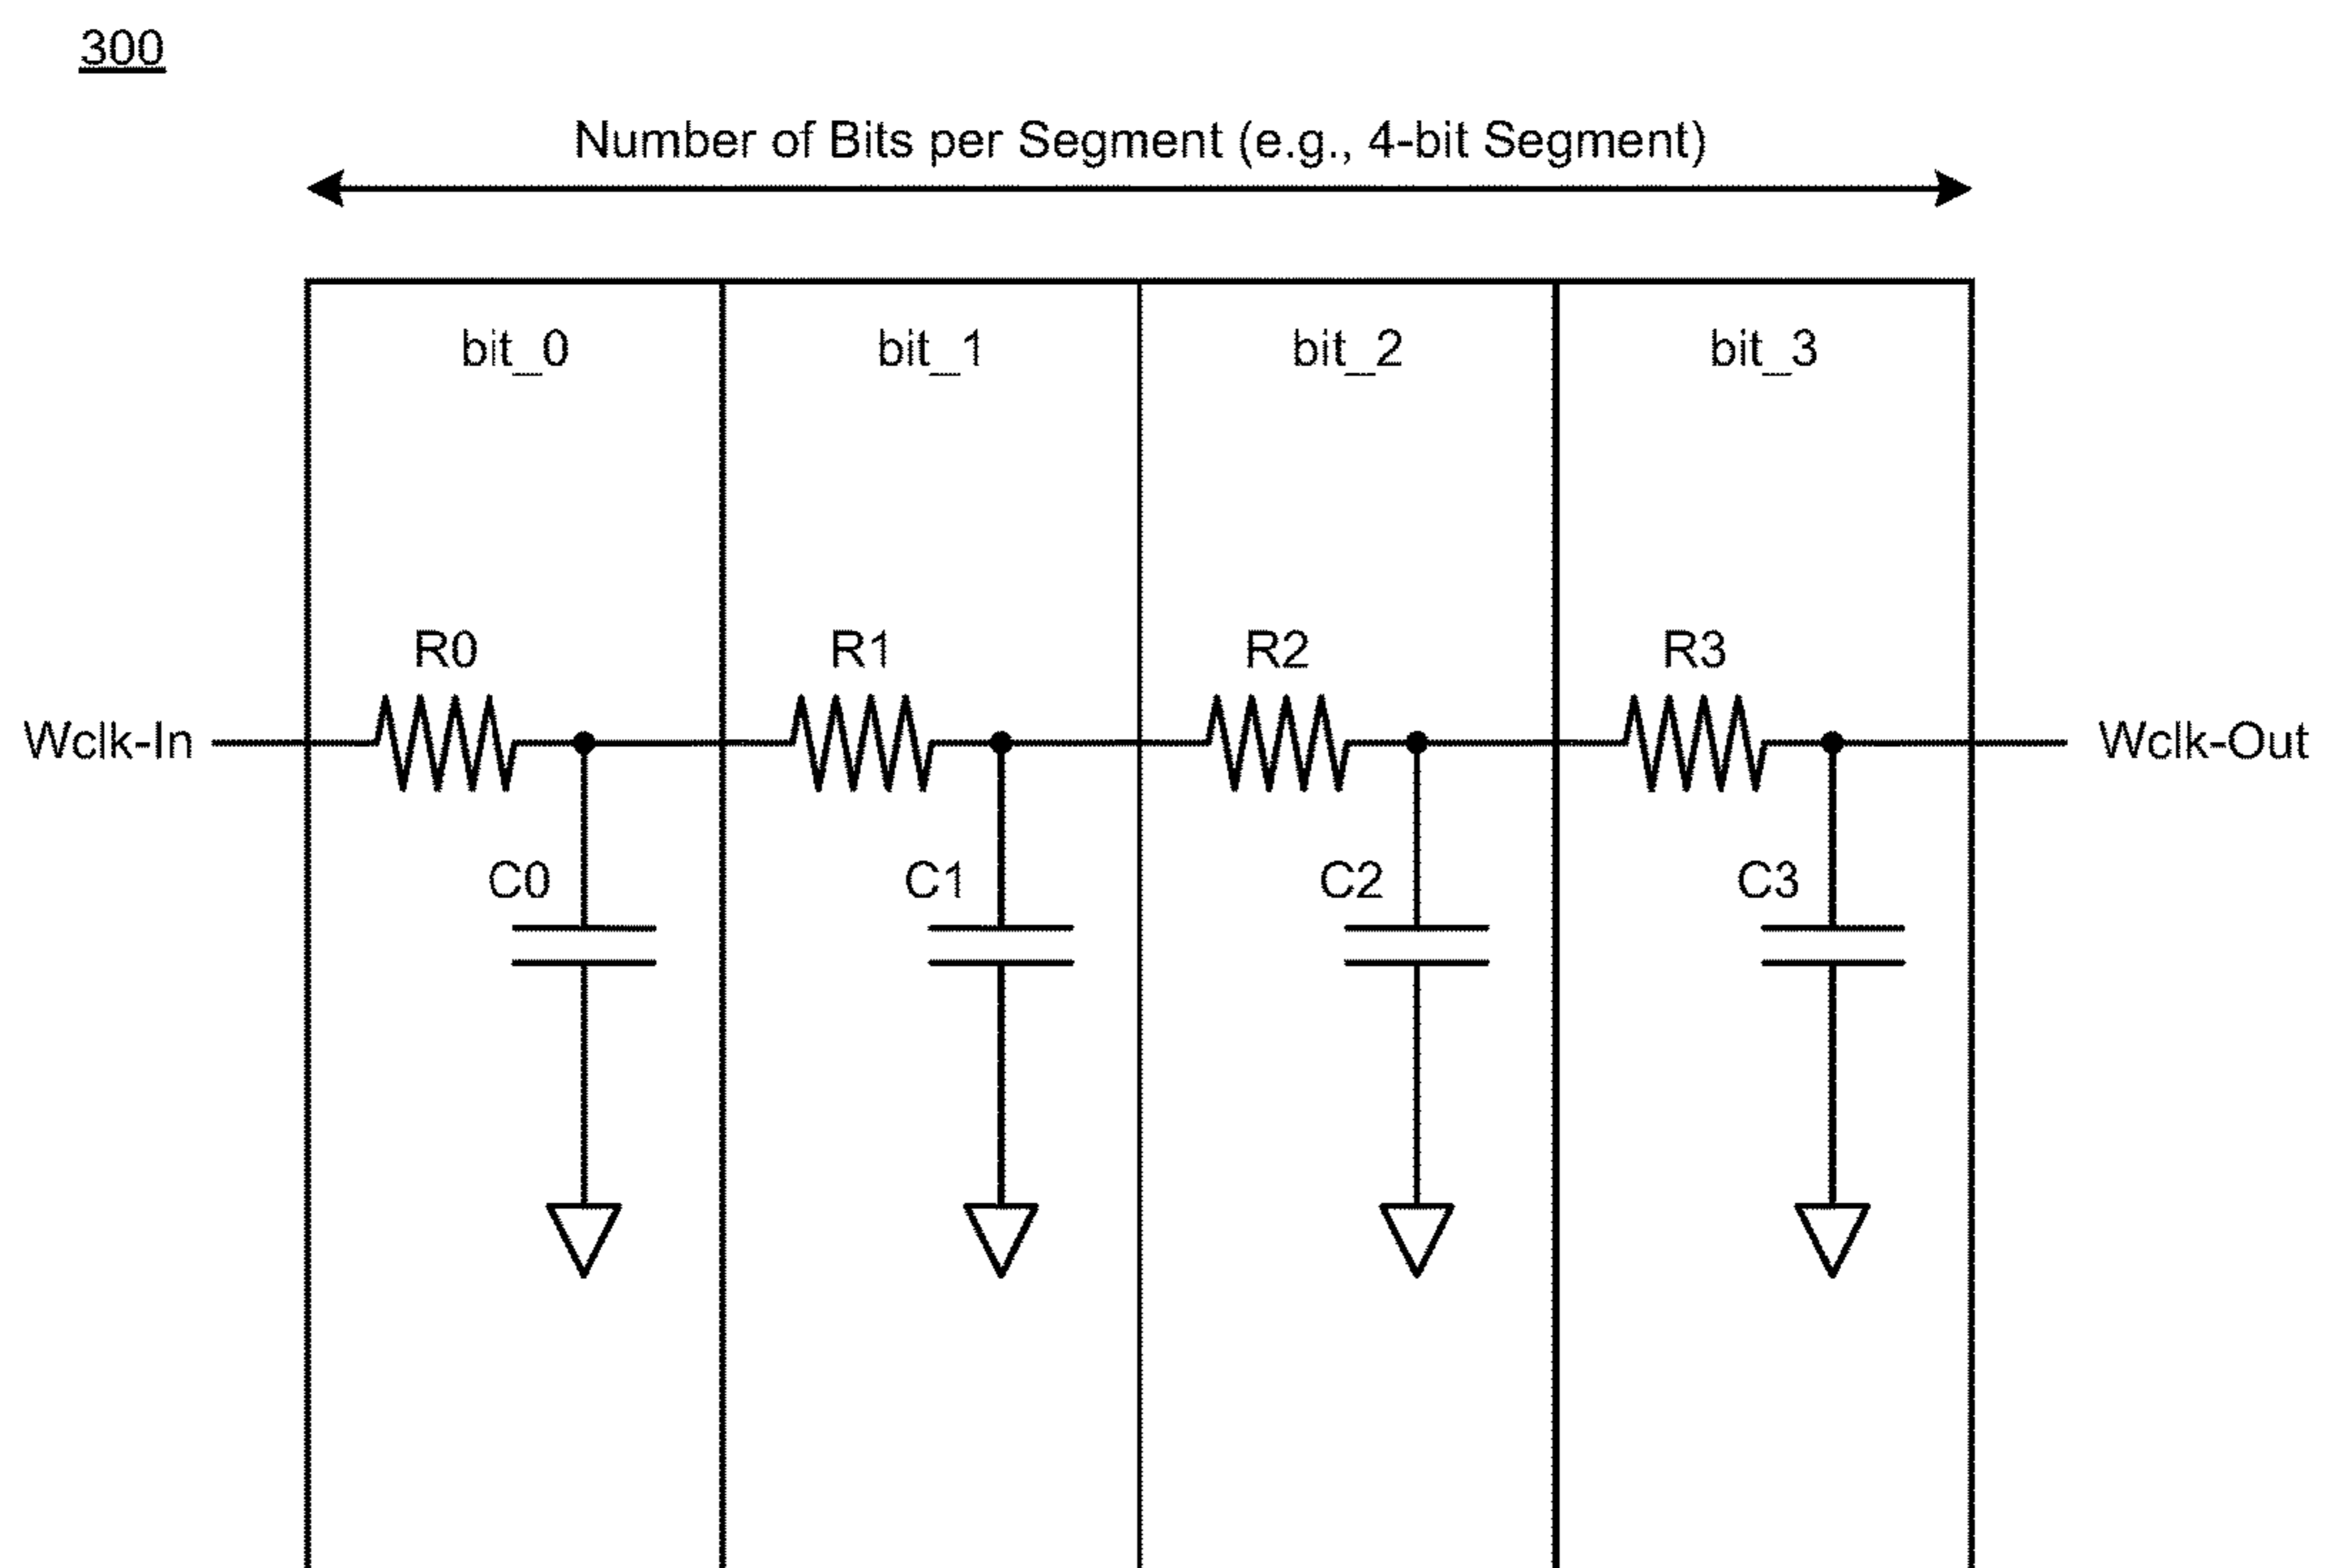 300
Number of Bits per Segment (e.g., 4-bit Segment)
bit_0 bit_1 bit_2 bit_3
R0 R1 R2 R3
Wclk-In Wclk-Out
C0 C1 C2 C3